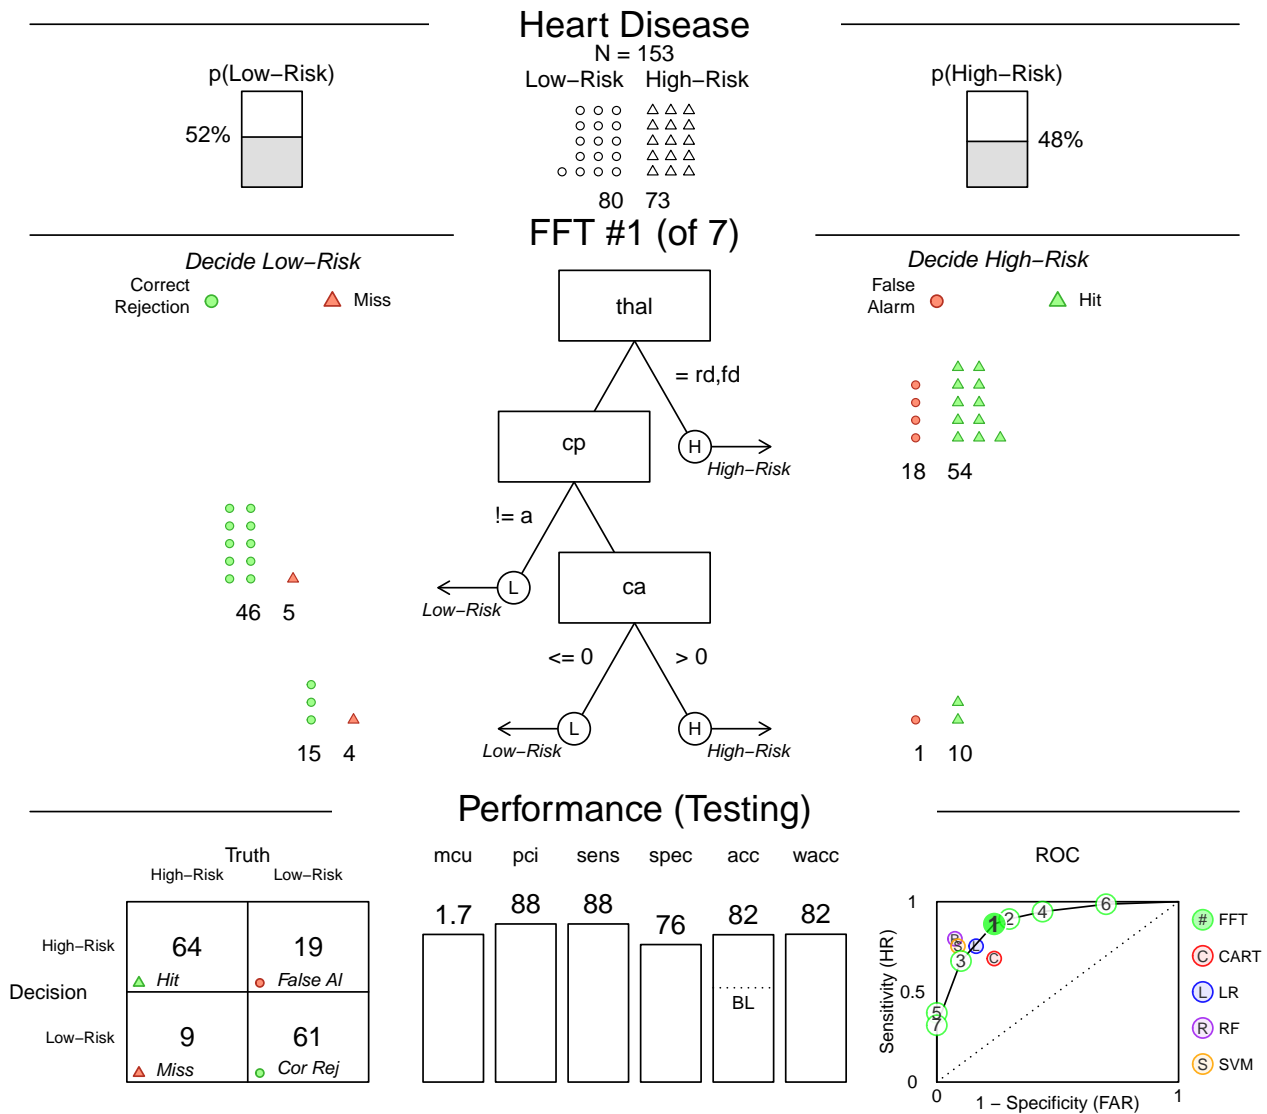 Heart Disease
N = 153
Low−Risk High−Risk
p(Low−Risk)
52%
p(High−Risk)
48%
80 73
FFT #1 (of 7)
Decide Low−Risk
Correct
Rejection
Miss
Decide High−Risk
False
Alarm
Hit
thal
= rd,fd
cp
H
High−Risk
18 54
!= a
L
Low−Risk
46 5
ca
<= 0
> 0
L
Low−Risk
H
High−Risk
15 4
1 10
Performance (Testing)
Truth
High−Risk Low−Risk
Decision
High−Risk
64
Hit
19
False Al
Low−Risk
9
Miss
61
Cor Rej
mcu pci sens spec acc wacc
1.7 88 88 76 82 82
BL
ROC
Sensitivity (HR)
1
0.5
0
0 1
1 − Specificity (FAR)
1 2 4 6
R S L C
3
5
7
# FFT
C CART
L LR
R RF
S SVM